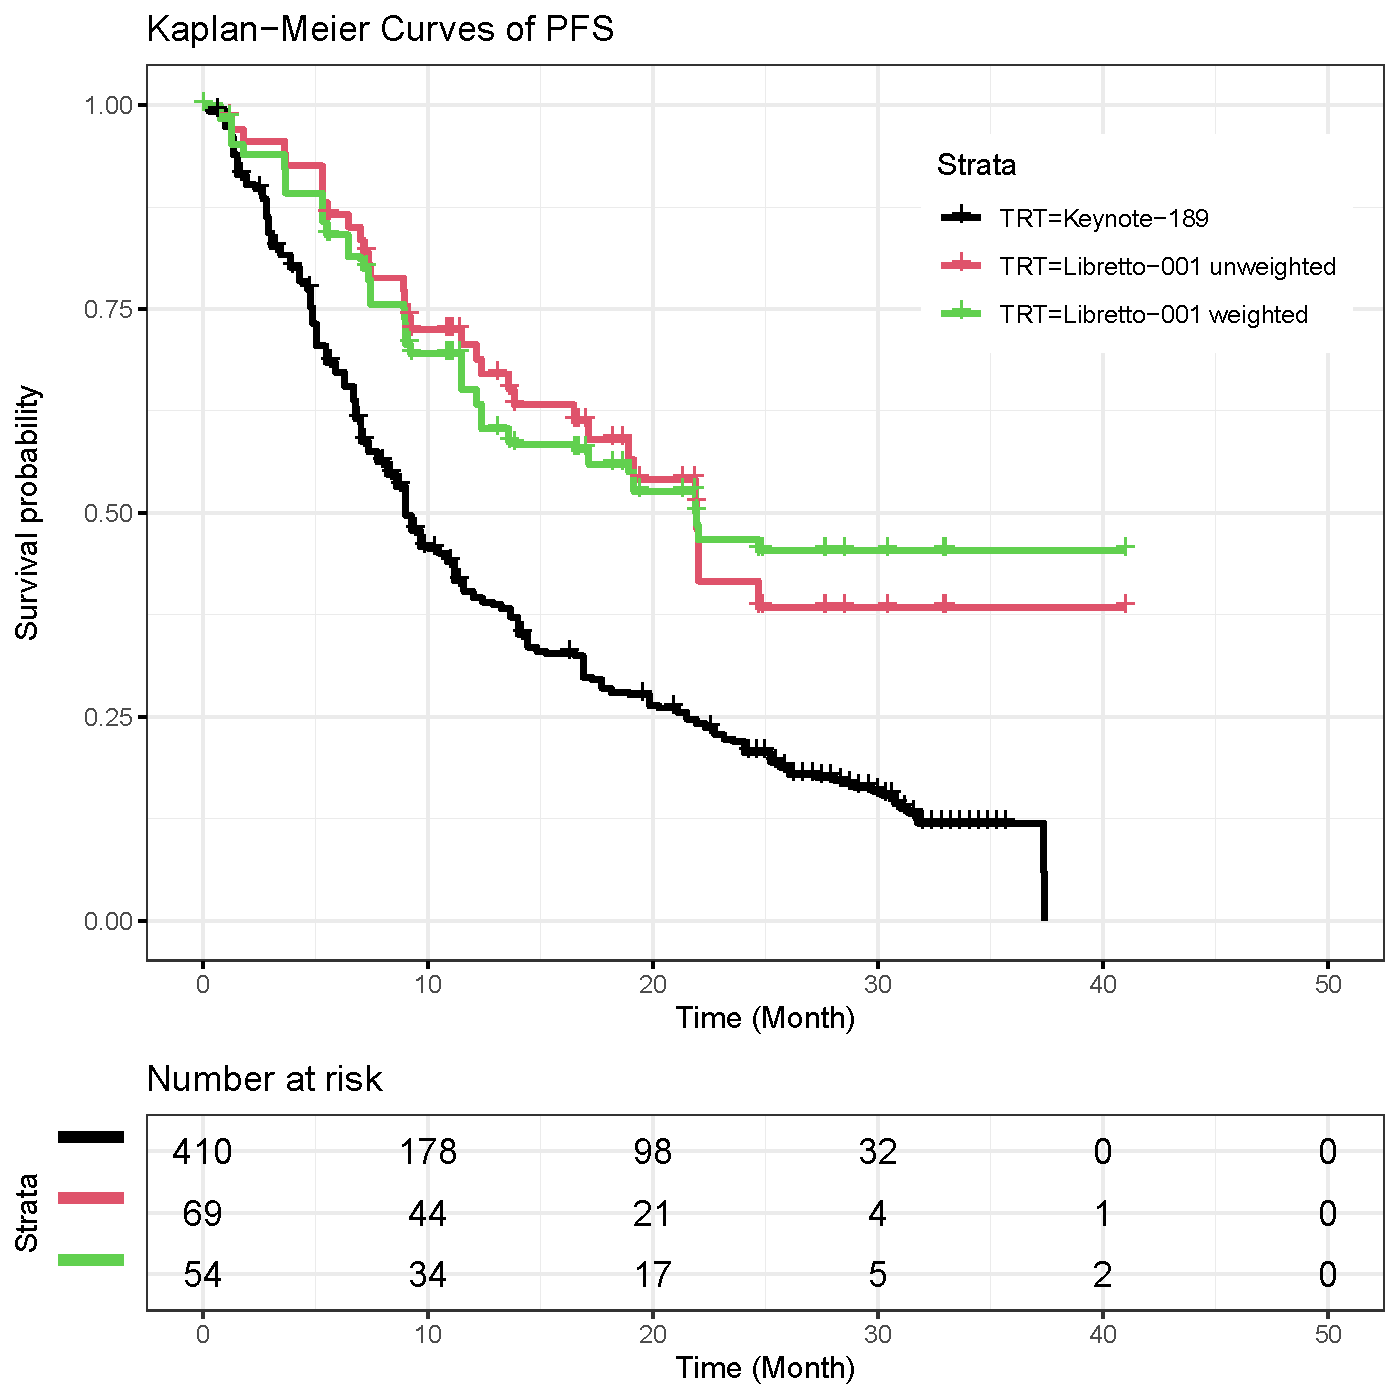 Kaplan−Meier Curves of PFS
1.00
0.75
0.50
0.25
0.00
Survival probability
Strata
TRT=Keynote−189
TRT=Libretto−001 unweighted
TRT=Libretto−001 weighted
0 10 20 30 40 50
Time (Month)
Number at risk
Strata
410 178 98 32 0 0
69 44 21 4 1 0
54 34 17 5 2 0
0 10 20 30 40 50
Time (Month)